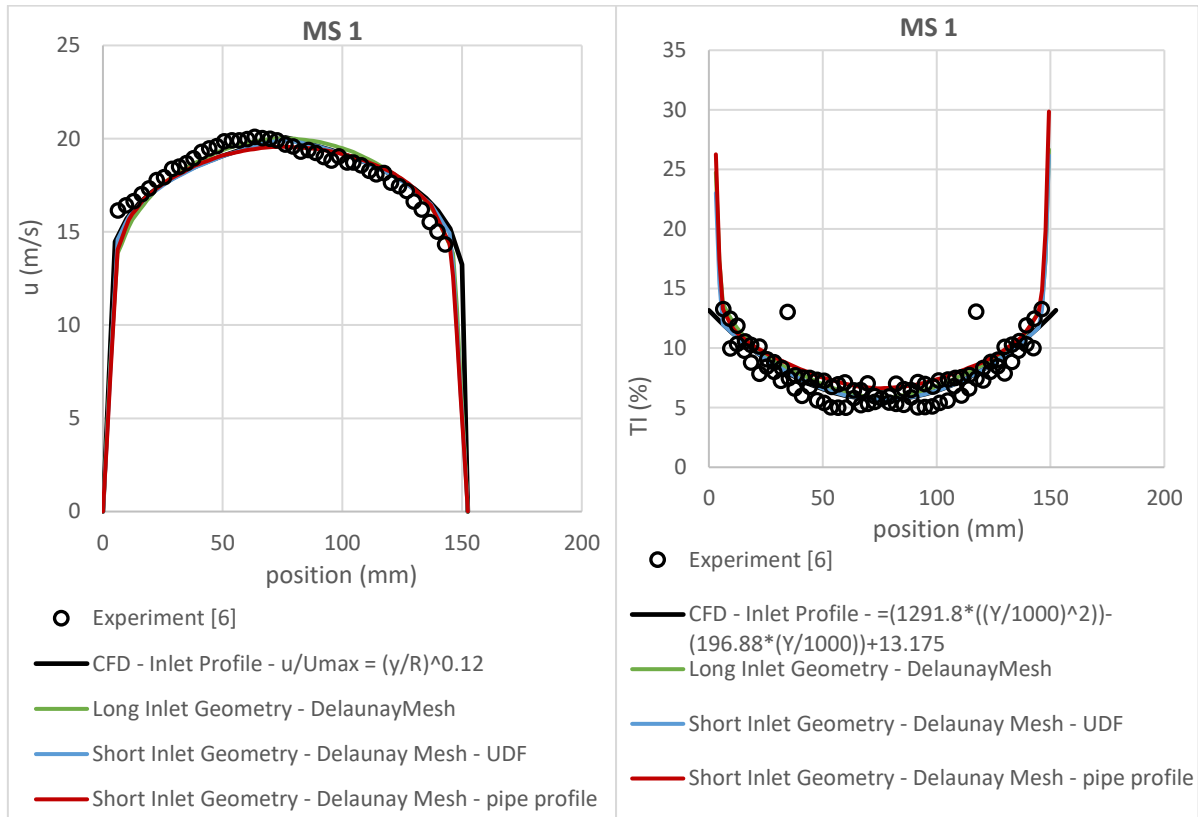 MS 1
25
20
15
10
5
0
u (m/s)
0 50 100 150 200
position (mm)
Experiment [6]
CFD - Inlet Profile - u/Umax = (y/R)^0.12
Long Inlet Geometry - DelaunayMesh
Short Inlet Geometry - Delaunay Mesh - UDF
Short Inlet Geometry - Delaunay Mesh - pipe profile
MS 1
35
30
25
20
15
10
5
0
TI (%)
0 50 100 150 200
position (mm)
Experiment [6]
CFD - Inlet Profile - =(1291.8*((Y/1000)^2))-
(196.88*(Y/1000))+13.175
Long Inlet Geometry - DelaunayMesh
Short Inlet Geometry - Delaunay Mesh - UDF
Short Inlet Geometry - Delaunay Mesh - pipe profile